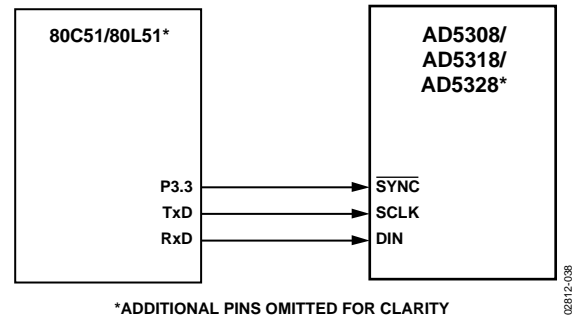 80C51/80L51*
AD5308/
AD5318/
AD5328*
P3.3
TxD
RxD
SYNC
SCLK
DIN
*ADDITIONAL PINS OMITTED FOR CLARITY
02812-038